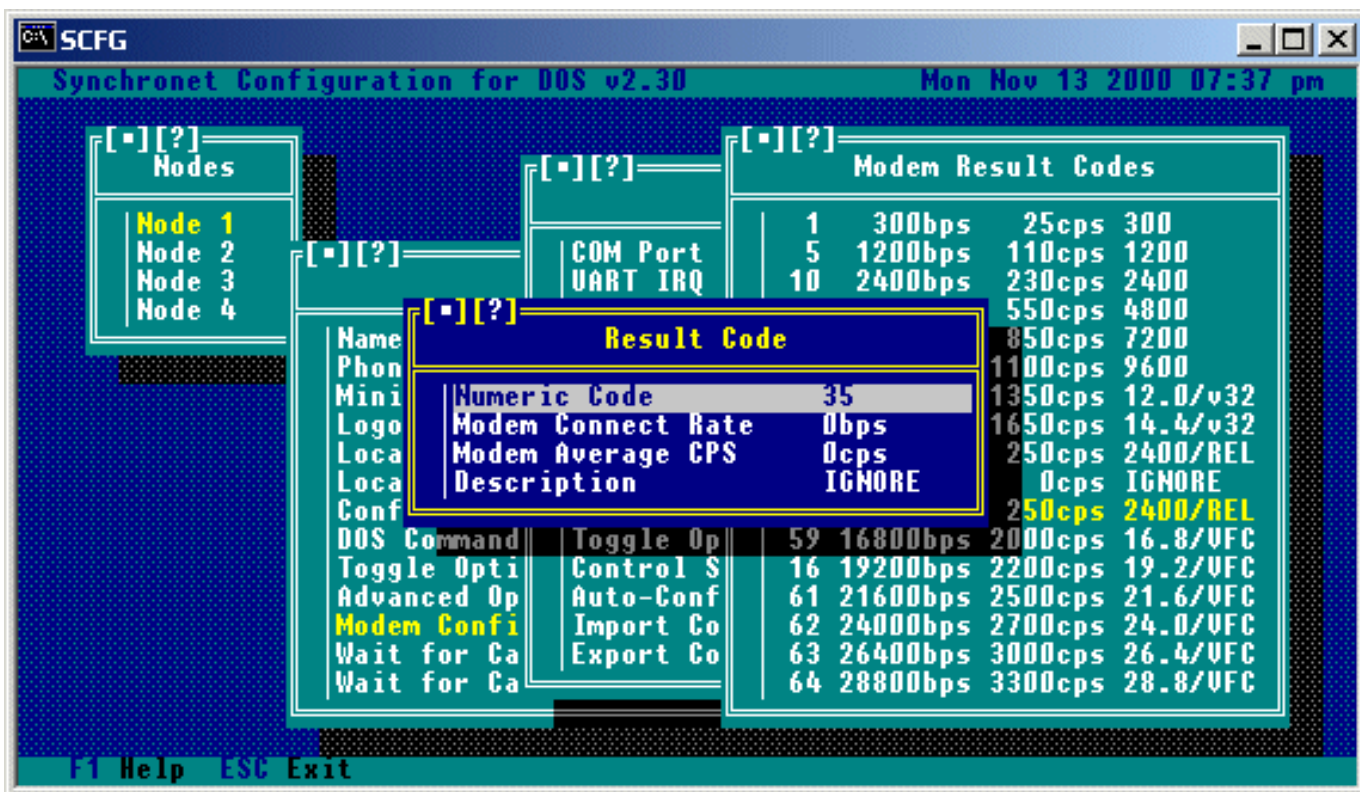 SCFG
Synchronet Configuration for DOS v2.30 Mon Nov 13 2000 07:37 pm
[▪][?]
Nodes
Node 1
Node 2
Node 3
Node 4
[▪][?]
Name
Phon
Mini
Logo
Loca
Loca
Conf
DOS Command
Toggle Opti
Advanced Op
Modem Confi
Wait for Ca
Wait for Ca
[▪][?]
COM Port
UART IRQ
Toggle Op
Control S
Auto-Conf
Import Co
Export Co
[▪][?]
Modem Result Codes
1 300bps 25cps 300
5 1200bps 110cps 1200
10 2400bps 230cps 2400
550cps 4800
850cps 7200
1100cps 9600
1350cps 12.0/v32
1650cps 14.4/v32
250cps 2400/REL
0cps IGNORE
250cps 2400/REL
59 16800bps 2000cps 16.8/VFC
16 19200bps 2200cps 19.2/VFC
61 21600bps 2500cps 21.6/VFC
62 24000bps 2700cps 24.0/VFC
63 26400bps 3000cps 26.4/VFC
64 28800bps 3300cps 28.8/VFC
[▪][?]
Result Code
Numeric Code 35
Modem Connect Rate 0bps
Modem Average CPS 0cps
Description IGNORE
F1 Help ESC Exit